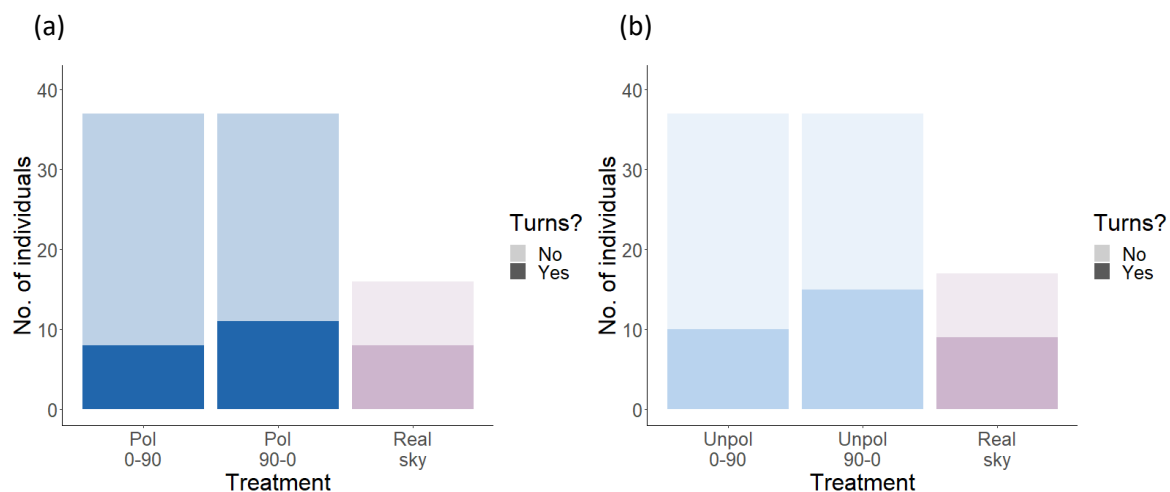 (a)
No. of individuals
40
30
20
10
0
Pol
0-90
Pol
90-0
Real
sky
Treatment
Turns?
No
Yes
(b)
No. of individuals
40
30
20
10
0
Unpol
0-90
Unpol
90-0
Real
sky
Treatment
Turns?
No
Yes